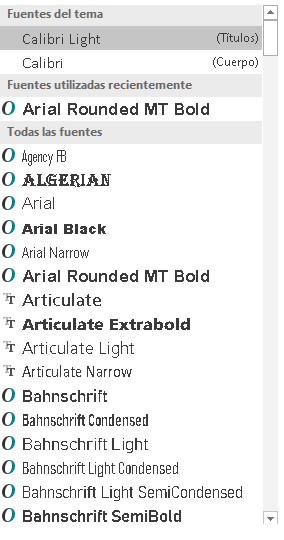 Fuentes del tema
Calibri Light (Títulos)
Calibri (Cuerpo)
Fuentes utilizadas recientemente
Arial Rounded MT Bold
Todas las fuentes
Agency FB
ALGERIAN
Arial
Arial Black
Arial Narrow
Arial Rounded MT Bold
Articulate
Articulate Extrabold
Articulate Light
Articulate Narrow
Bahnschrift
Bahnschrift Condensed
Bahnschrift Light
Bahnschrift Light Condensed
Bahnschrift Light SemiCondensed
Bahnschrift SemiBold